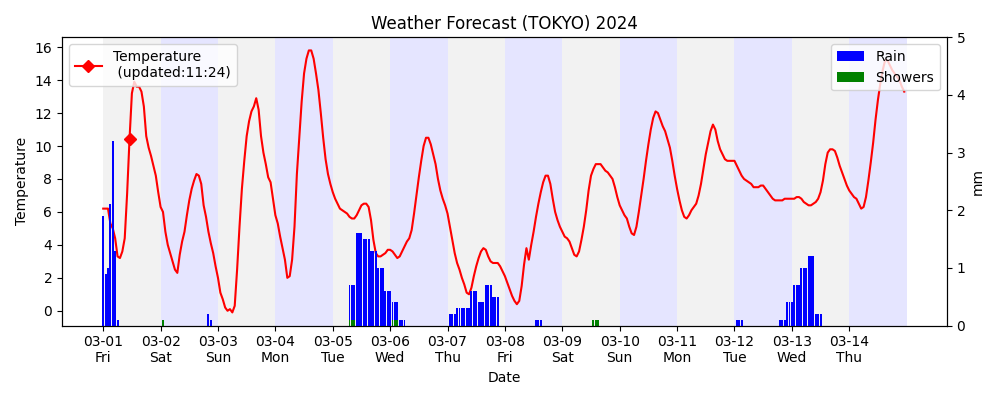 Weather Forecast (TOKYO) 2024
Temperature
(updated:11:24)
Rain
Showers
16
14
12
10
8
6
4
2
0
Temperature
5
4
3
2
1
0
mm
03-01 03-02 03-03 03-04 03-05 03-06 03-07 03-08 03-09 03-10 03-11 03-12 03-13 03-14
Fri Sat Sun Mon Tue Wed Thu Fri Sat Sun Mon Tue Wed Thu
Date